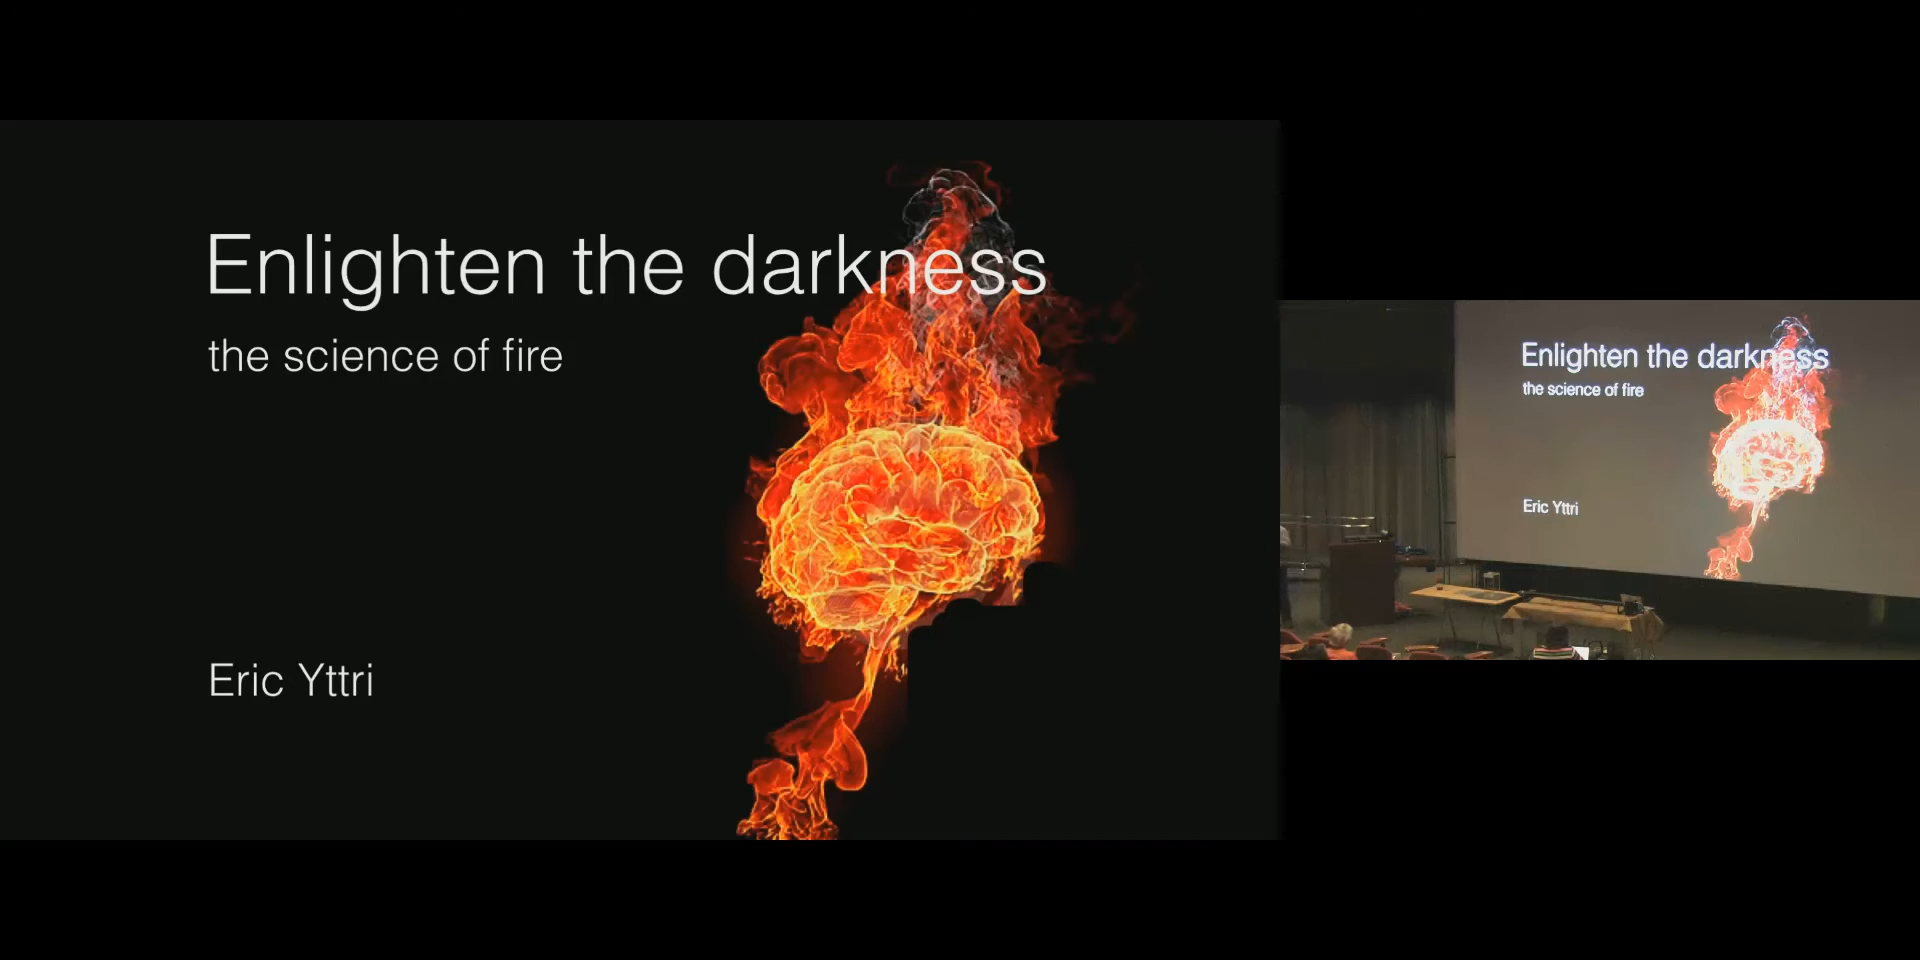 Enlighten the darkness
the science of fire
Eric Yttri
Enlighten the darkness
the science of fire
Eric Yttri